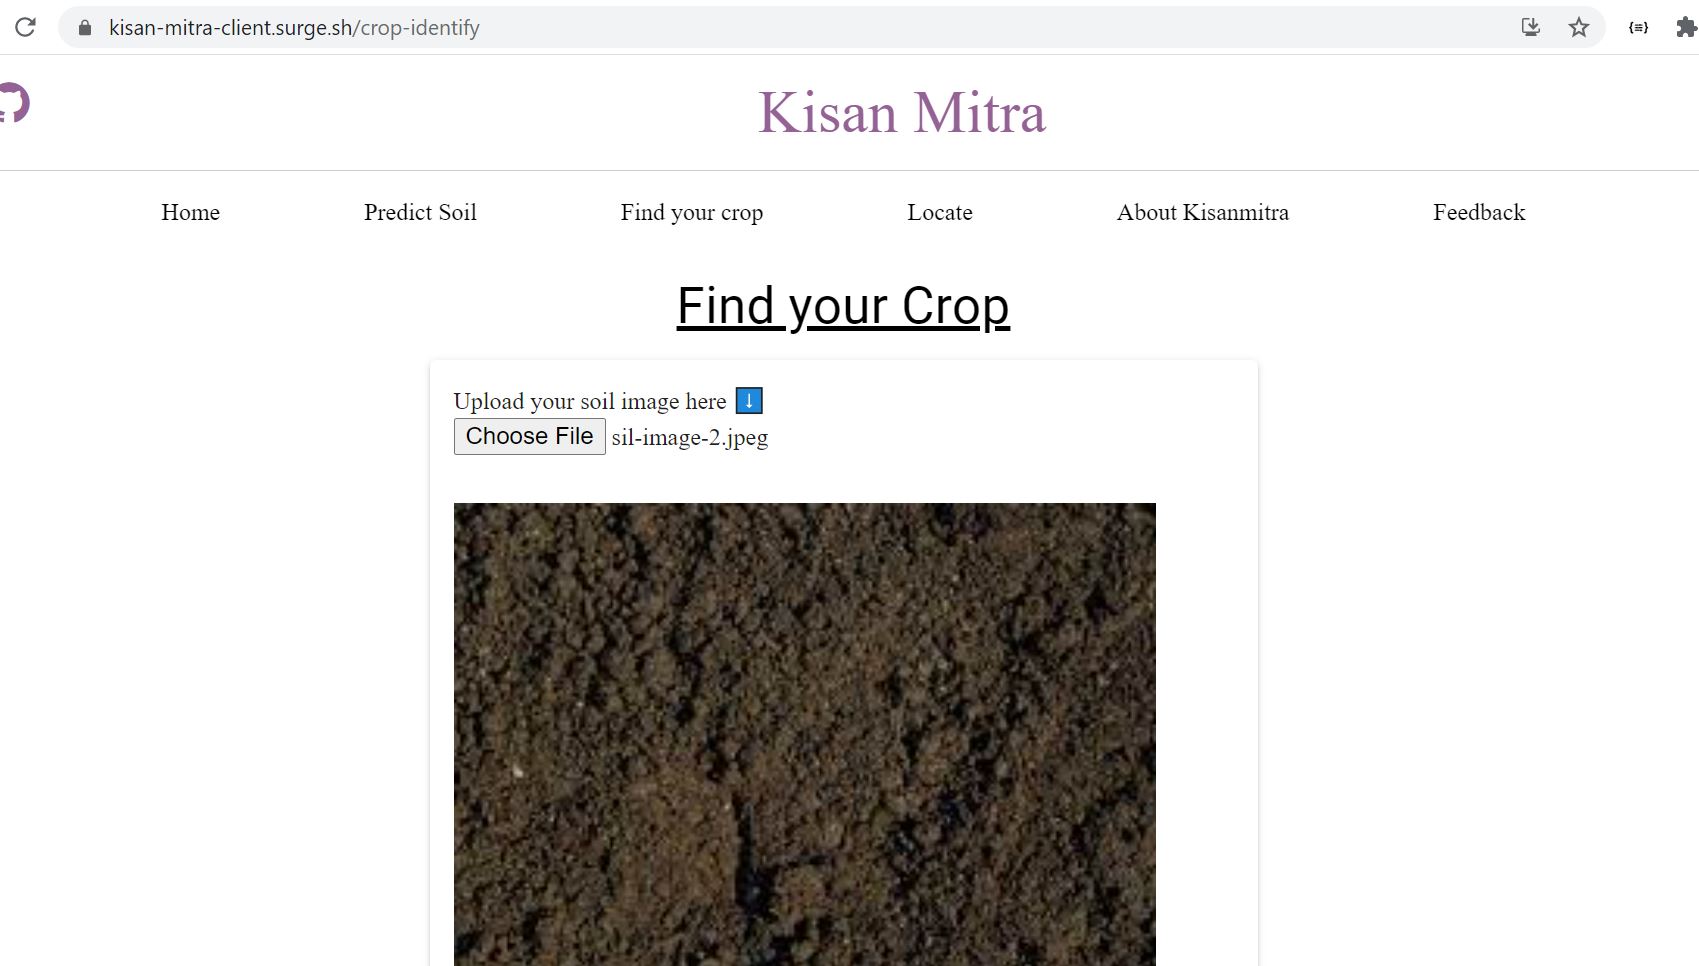 kisan-mitra-client.surge.sh/crop-identify
Kisan Mitra
Home Predict Soil Find your crop Locate About Kisanmitra Feedback
Find your Crop
Upload your soil image here ⬇
Choose File sil-image-2.jpeg